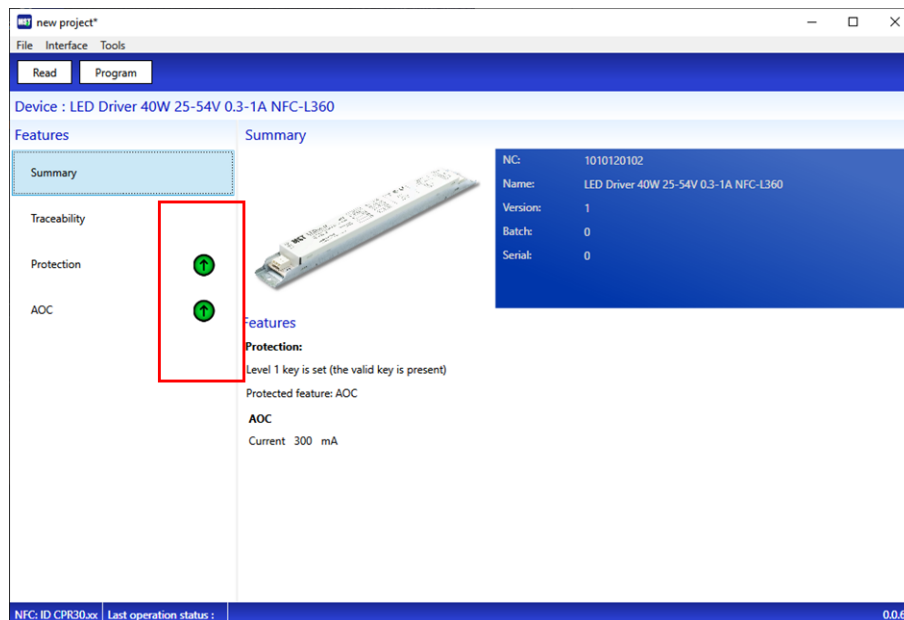 new project*
File Interface Tools
Read Program
Device : LED Driver 40W 25-54V 0.3-1A NFC-L360
Features
Summary
Traceability
Protection
AOC
Summary
NC: 1010120102
Name: LED Driver 40W 25-54V 0.3-1A NFC-L360
Version: 1
Batch: 0
Serial: 0
Features
Protection:
Level 1 key is set (the valid key is present)
Protected feature: AOC
AOC
Current 300 mA
NFC: ID CPR30.xx Last operation status : 0.0.6